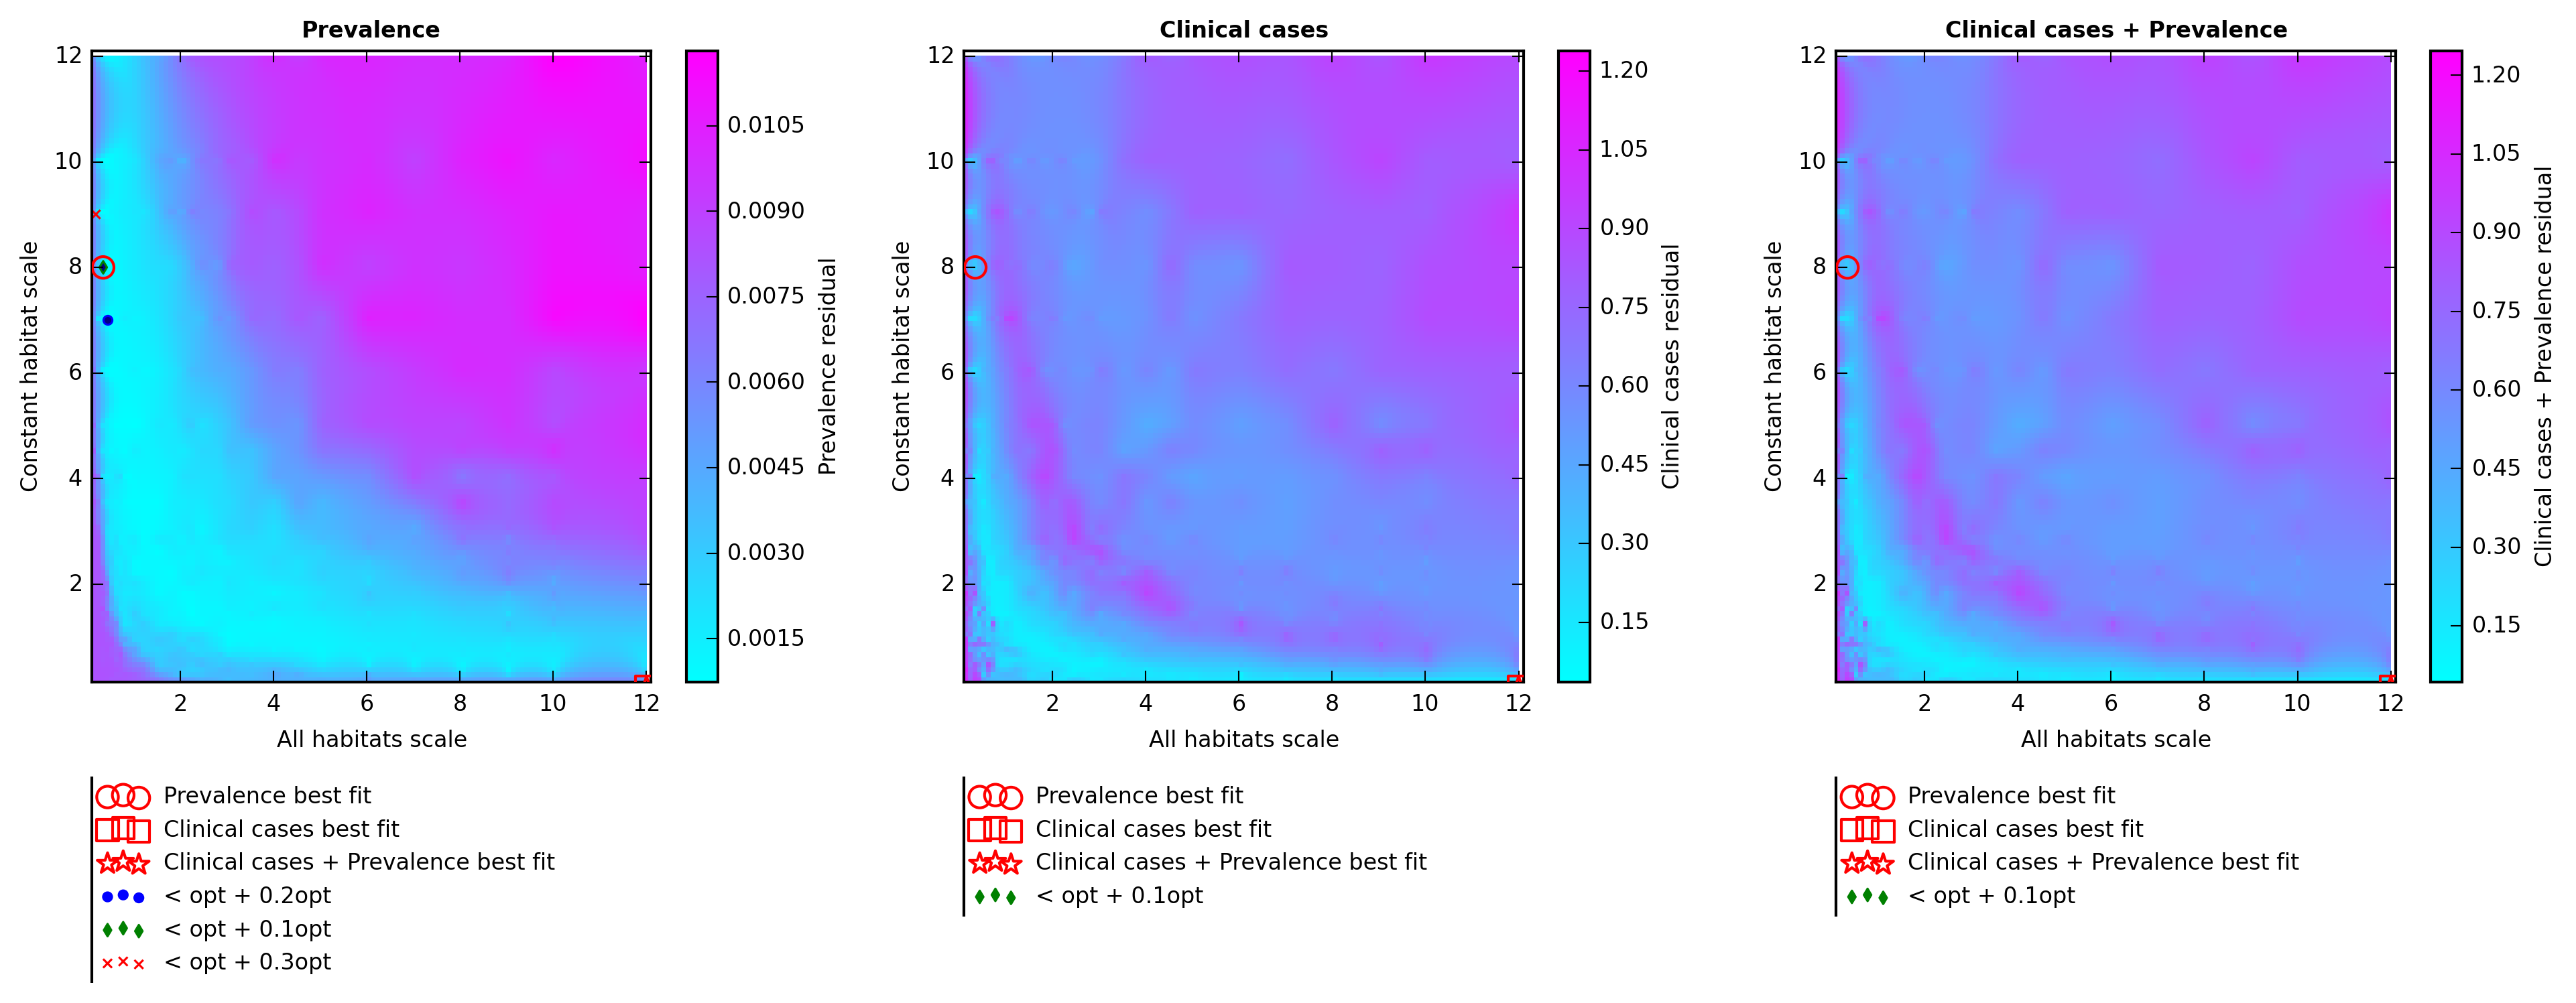 Prevalence
12
10
8
6
4
2
Constant habitat scale
2 4 6 8 10 12
All habitats scale
0.0105
0.0090
0.0075
0.0060
0.0045
0.0030
0.0015
Prevalence residual
Prevalence best fit
Clinical cases best fit
Clinical cases + Prevalence best fit
< opt + 0.2opt
< opt + 0.1opt
< opt + 0.3opt
Clinical cases
12
10
8
6
4
2
Constant habitat scale
2 4 6 8 10 12
All habitats scale
1.20
1.05
0.90
0.75
0.60
0.45
0.30
0.15
Clinical cases residual
Prevalence best fit
Clinical cases best fit
Clinical cases + Prevalence best fit
< opt + 0.1opt
Clinical cases + Prevalence
12
10
8
6
4
2
Constant habitat scale
2 4 6 8 10 12
All habitats scale
1.20
1.05
0.90
0.75
0.60
0.45
0.30
0.15
Clinical cases + Prevalence residual
Prevalence best fit
Clinical cases best fit
Clinical cases + Prevalence best fit
< opt + 0.1opt